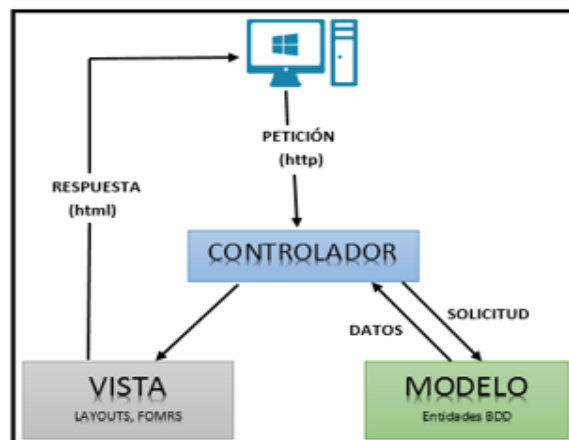 PETICIÓN
(http)
RESPUESTA
(html)
CONTROLADOR
SOLICITUD
DATOS
VISTA
LAYOUTS, FOMRS
MODELO
Entidades BDD